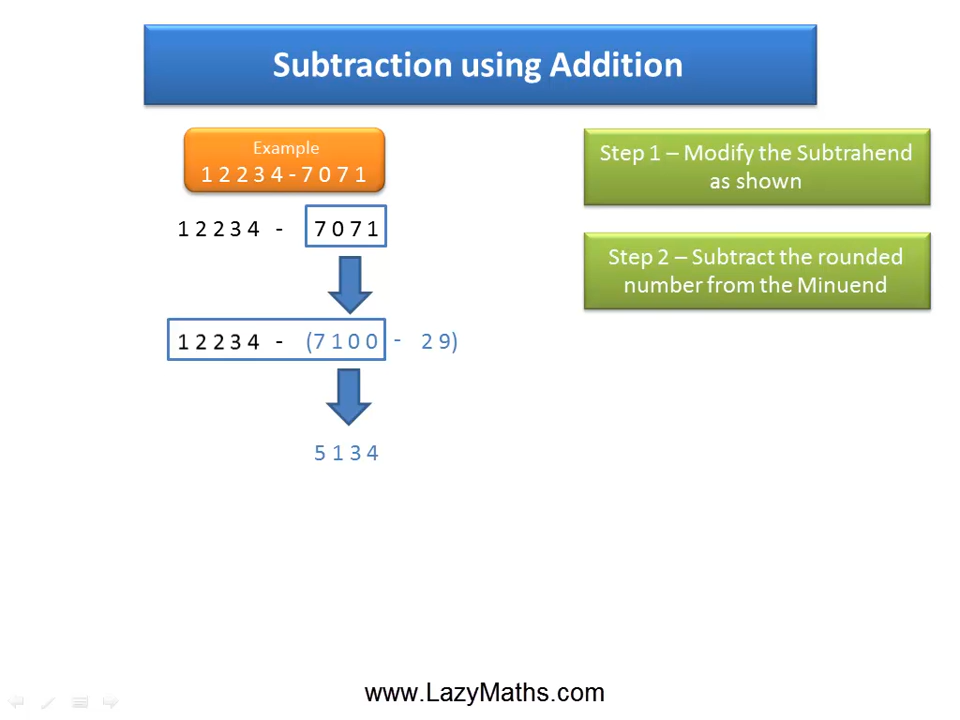 Subtraction using Addition
Example
1 2 2 3 4 - 7 0 7 1
1 2 2 3 4 - 7 0 7 1
1 2 2 3 4 - (7 1 0 0 - 2 9)
5 1 3 4
Step 1 – Modify the Subtrahend
as shown
Step 2 – Subtract the rounded
number from the Minuend
www.LazyMaths.com